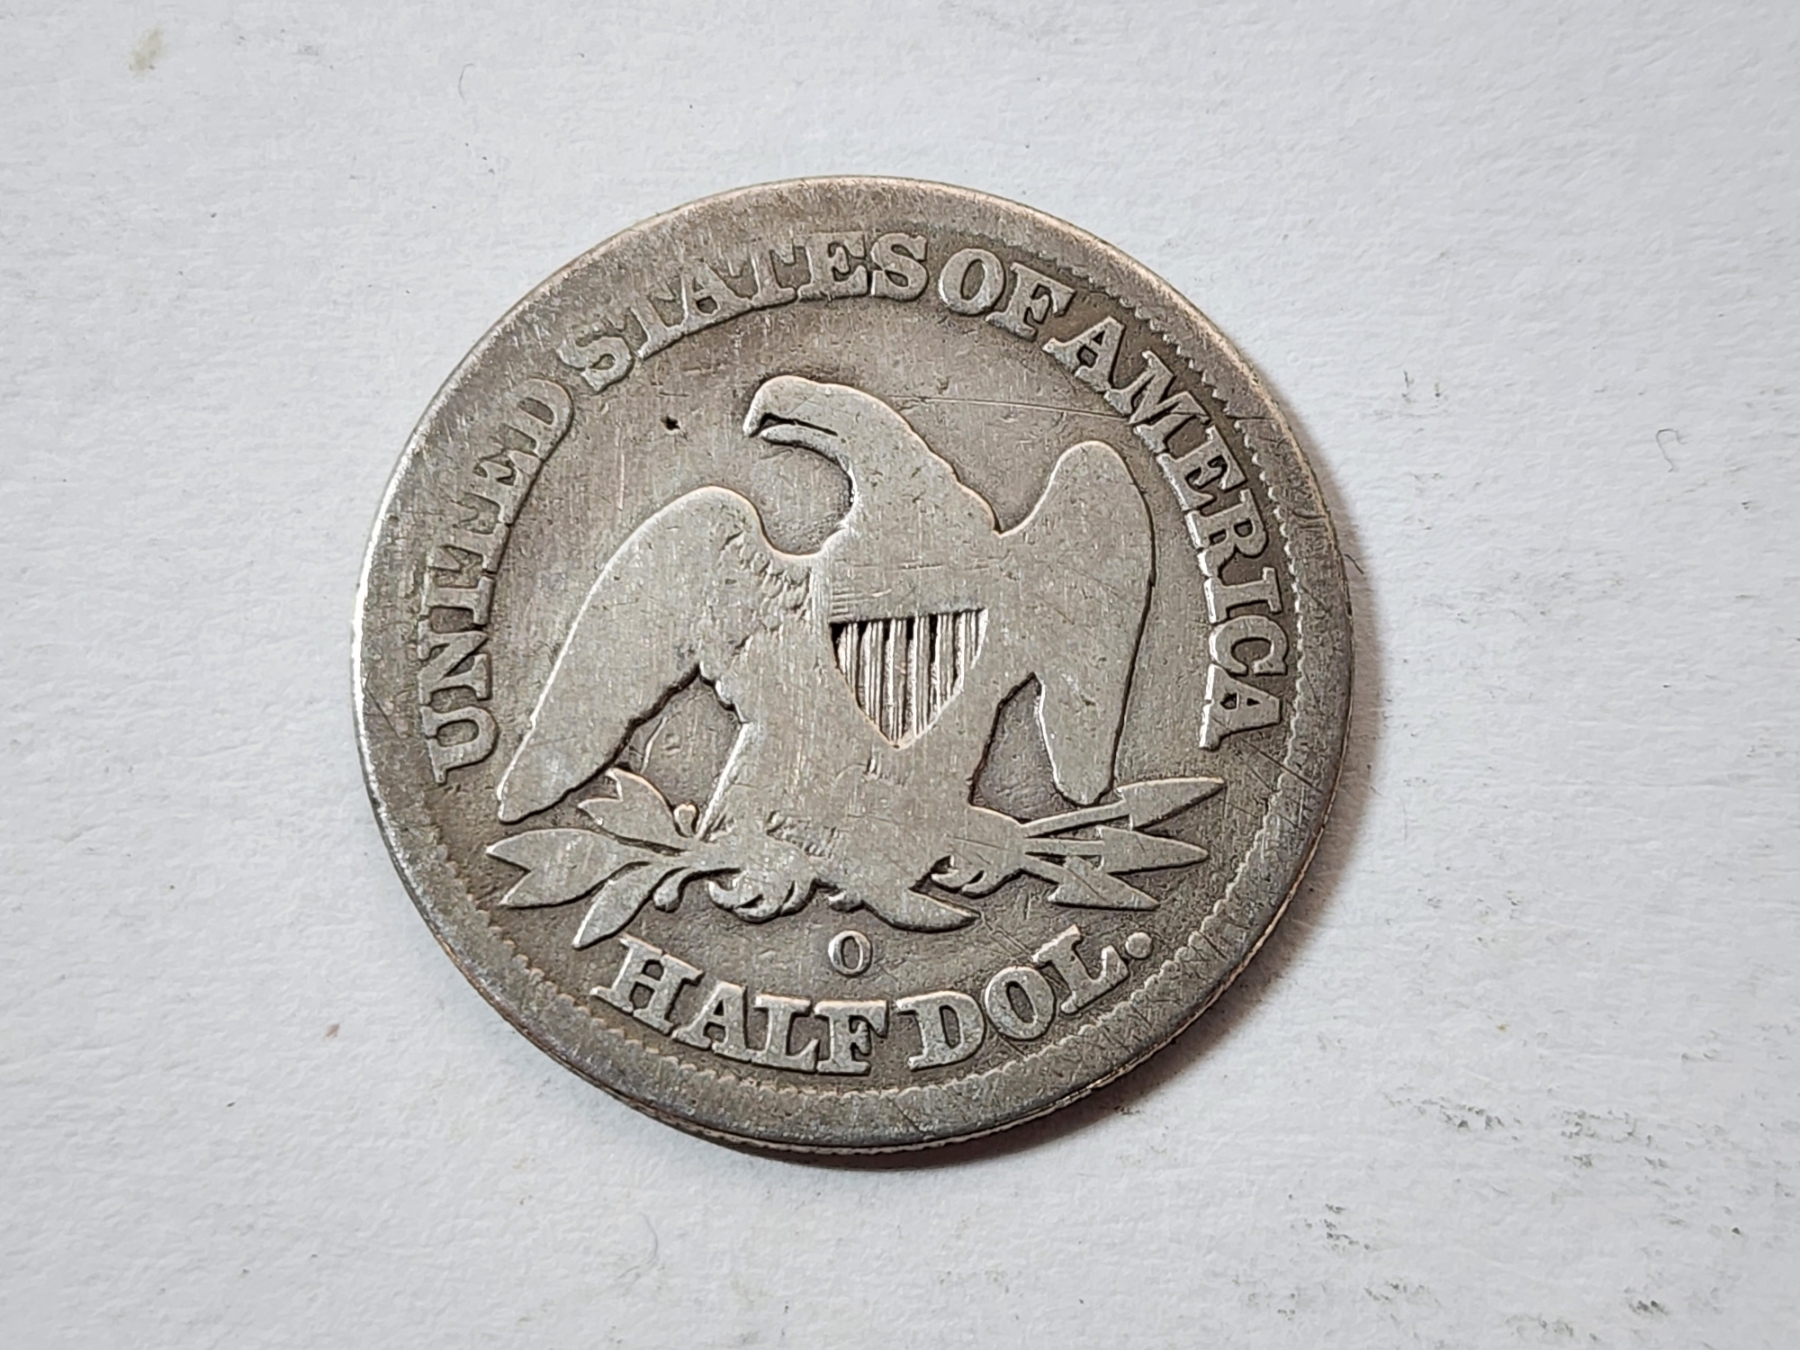 UNITED STATES OF AMERICA
O
HALF DOL.